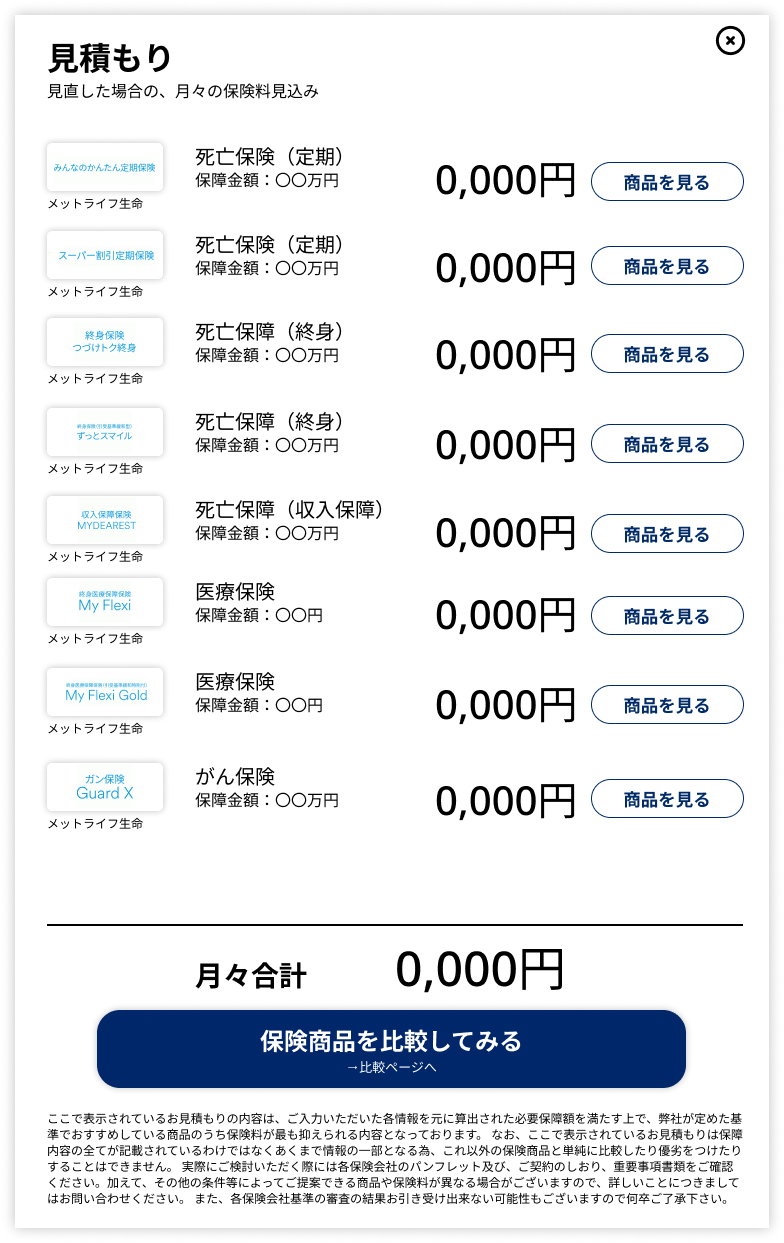 見積もり
見直した場合の、月々の保険料見込み
みんなのかんたん定期保険
メットライフ生命
死亡保険（定期）
保障金額：〇〇万円
0,000円
商品を見る
スーパー割引定期保険
メットライフ生命
死亡保険（定期）
保障金額：〇〇万円
0,000円
商品を見る
終身保険
つづけトク終身
メットライフ生命
死亡保障（終身）
保障金額：〇〇万円
0,000円
商品を見る
終身保険(引受基準緩和型)
ずっとスマイル
メットライフ生命
死亡保障（終身）
保障金額：〇〇万円
0,000円
商品を見る
収入保障保険
MYDEAREST
メットライフ生命
死亡保障（収入保障）
保障金額：〇〇万円
0,000円
商品を見る
終身医療保障保険
My Flexi
メットライフ生命
医療保険
保障金額：〇〇円
0,000円
商品を見る
My Flexi Gold
メットライフ生命
医療保険
保障金額：〇〇円
0,000円
商品を見る
ガン保険
Guard X
メットライフ生命
がん保険
保障金額：〇〇万円
0,000円
商品を見る
月々合計
0,000円
保険商品を比較してみる
→比較ページへ
ここで表示されているお見積もりの内容は、ご入力いただいた各情報を元に算出された必要保障額を満たす上で、弊社が定めた基
準でおすすめしている商品のうち保険料が最も抑えられる内容となっております。 なお、ここで表示されているお見積もりは保障
内容の全てが記載されているわけではなくあくまで情報の一部となる為、これ以外の保険商品と単純に比較したり優劣をつけたり
することはできません。 実際にご検討いただく際には各保険会社のパンフレット及び、ご契約のしおり、重要事項書類をご確認
ください。加えて、その他の条件等によってご提案できる商品や保険料が異なる場合がございますので、詳しいことにつきまして
はお問い合わせください。 また、各保険会社基準の審査の結果お引き受け出来ない可能性もございますので何卒ご了承下さい。